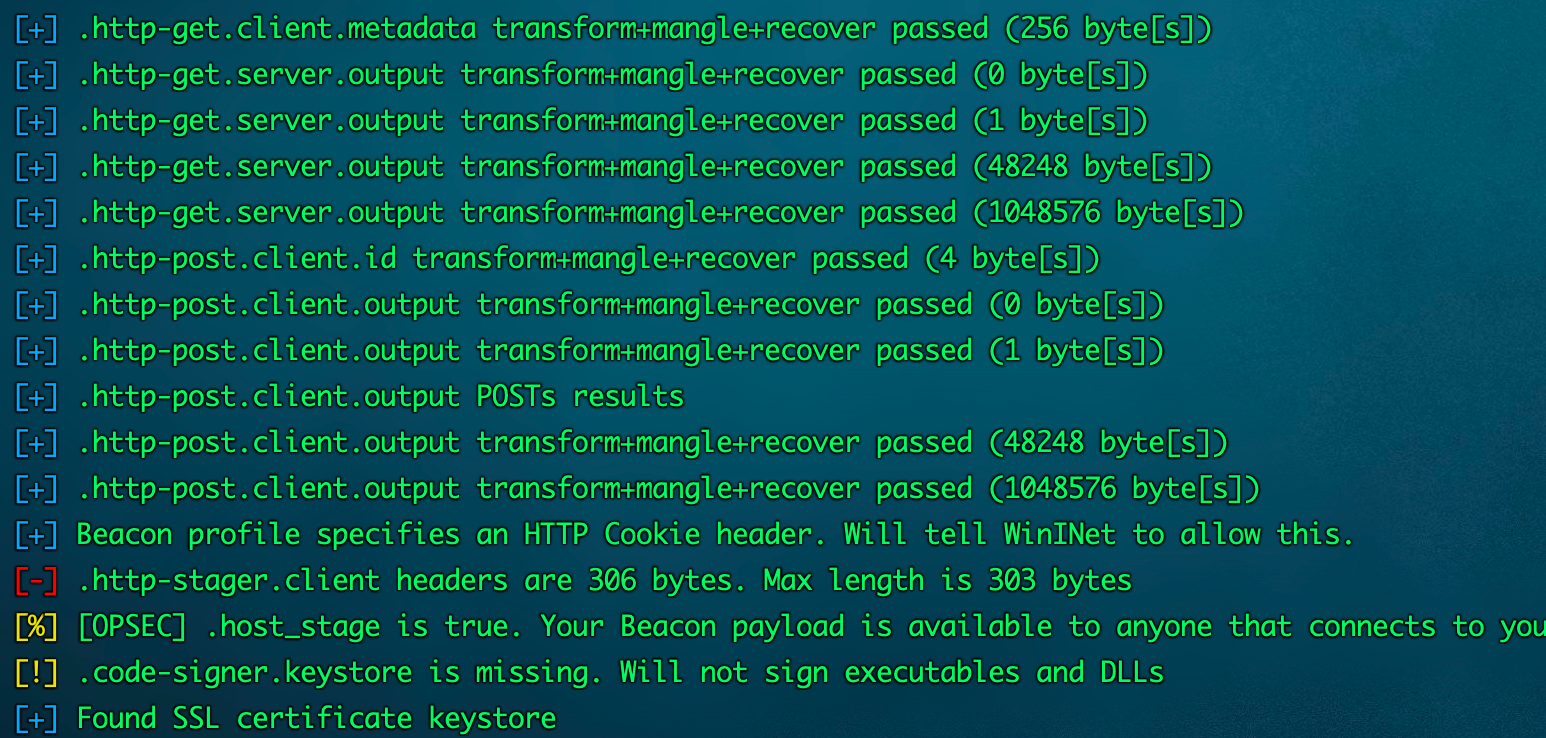 [+] .http-get.client.metadata transform+mangle+recover passed (256 byte[s])
[+] .http-get.server.output transform+mangle+recover passed (0 byte[s])
[+] .http-get.server.output transform+mangle+recover passed (1 byte[s])
[+] .http-get.server.output transform+mangle+recover passed (48248 byte[s])
[+] .http-get.server.output transform+mangle+recover passed (1048576 byte[s])
[+] .http-post.client.id transform+mangle+recover passed (4 byte[s])
[+] .http-post.client.output transform+mangle+recover passed (0 byte[s])
[+] .http-post.client.output transform+mangle+recover passed (1 byte[s])
[+] .http-post.client.output POSTs results
[+] .http-post.client.output transform+mangle+recover passed (48248 byte[s])
[+] .http-post.client.output transform+mangle+recover passed (1048576 byte[s])
[+] Beacon profile specifies an HTTP Cookie header. Will tell WinINet to allow this.
[-] .http-stager.client headers are 306 bytes. Max length is 303 bytes
[%] [OPSEC] .host_stage is true. Your Beacon payload is available to anyone that connects to you
[!] .code-signer.keystore is missing. Will not sign executables and DLLs
[+] Found SSL certificate keystore